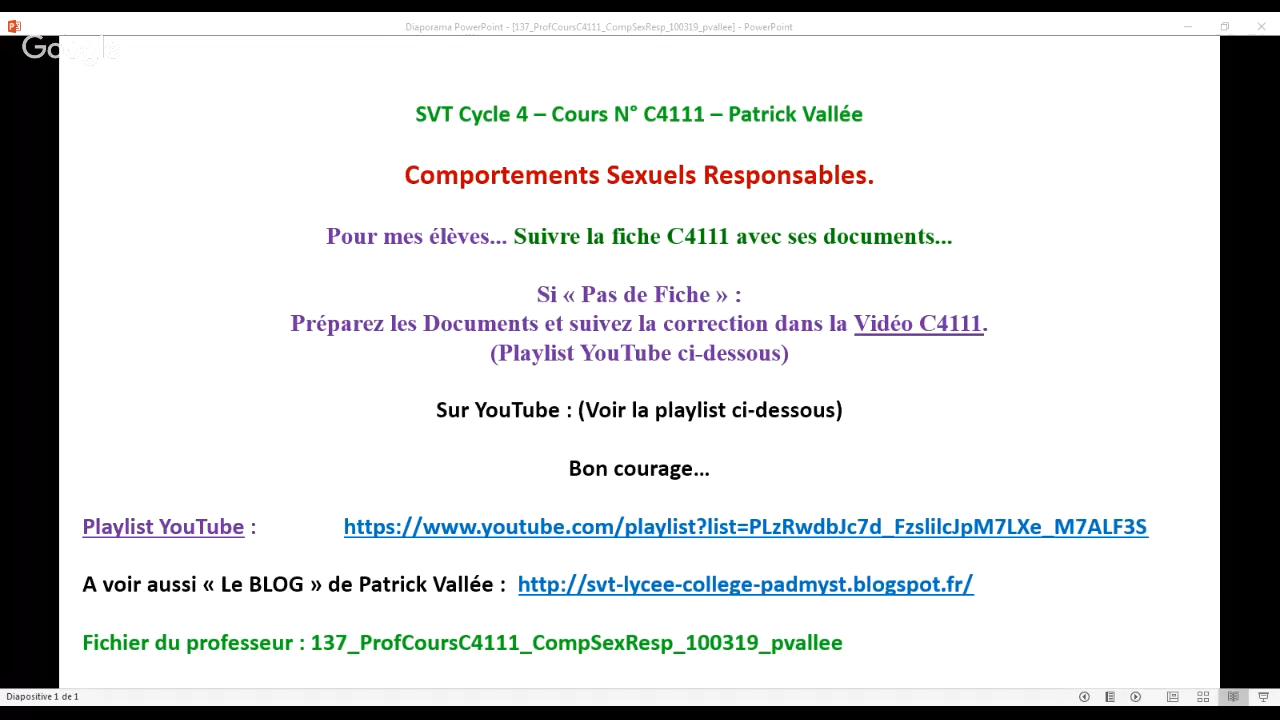 Diaporama PowerPoint - [137_ProfCoursC4111_CompSexResp_100319_pvallee] - PowerPoint
Google
SVT Cycle 4 – Cours N° C4111 – Patrick Vallée
Comportements Sexuels Responsables.
Pour mes élèves... Suivre la fiche C4111 avec ses documents...
Si « Pas de Fiche » :
Préparez les Documents et suivez la correction dans la Vidéo C4111.
(Playlist YouTube ci-dessous)
Sur YouTube : (Voir la playlist ci-dessous)
Bon courage...
Playlist YouTube : https://www.youtube.com/playlist?list=PLzRwdbJc7d_FzslilcJpM7LXe_M7ALF3S
A voir aussi « Le BLOG » de Patrick Vallée : http://svt-lycee-college-padmyst.blogspot.fr/
Fichier du professeur : 137_ProfCoursC4111_CompSexResp_100319_pvallee
Diapositive 1 de 1